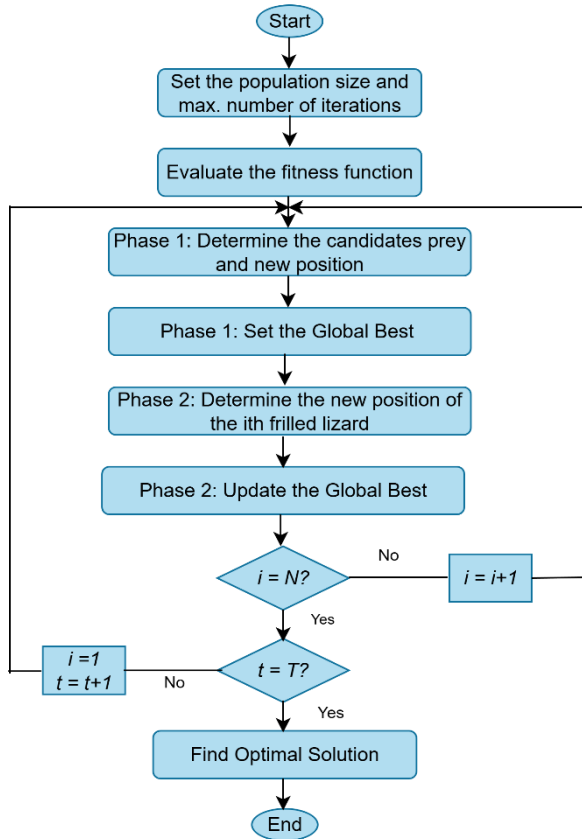 Start
Set the population size and
max. number of iterations
Evaluate the fitness function
Phase 1: Determine the candidates prey
and new position
Phase 1: Set the Global Best
Phase 2: Determine the new position of
the ith frilled lizard
Phase 2: Update the Global Best
i = N?
No
i = i+1
Yes
t = T?
No
i =1
t = t+1
Yes
Find Optimal Solution
End